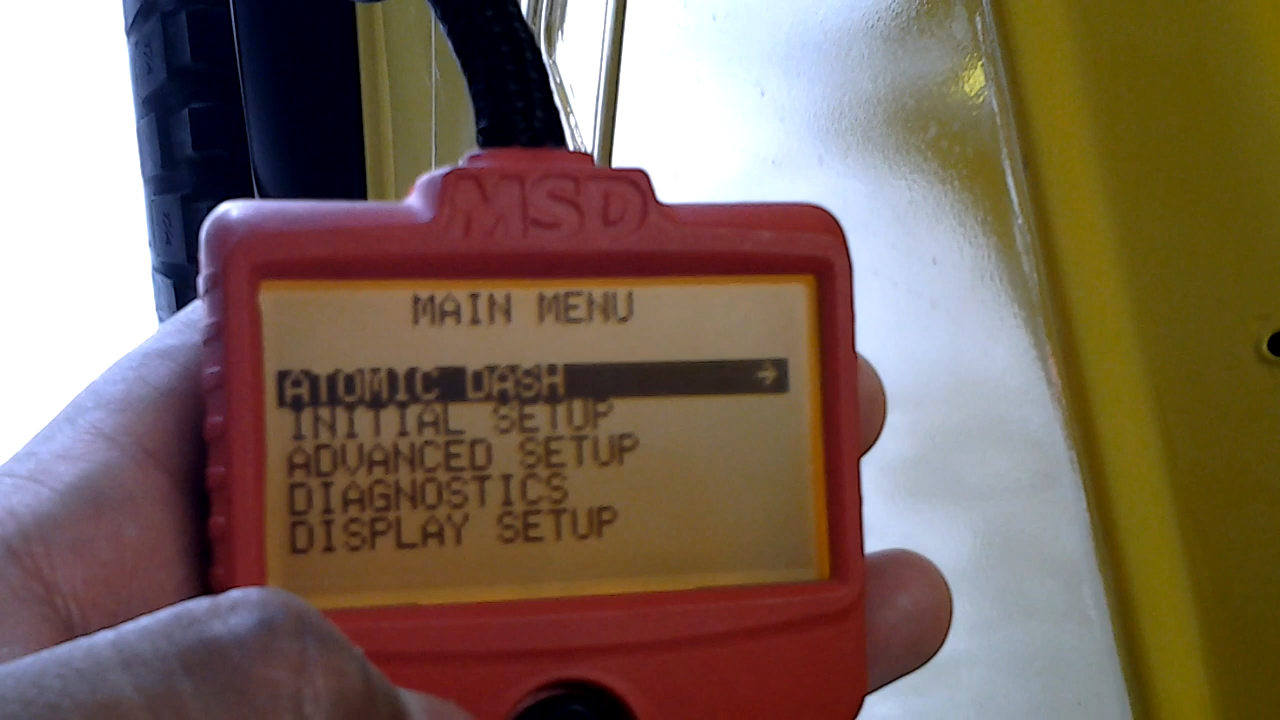 MSD
MAIN MENU
ATOMIC DASH →
INITIAL SETUP
ADVANCED SETUP
DIAGNOSTICS
DISPLAY SETUP